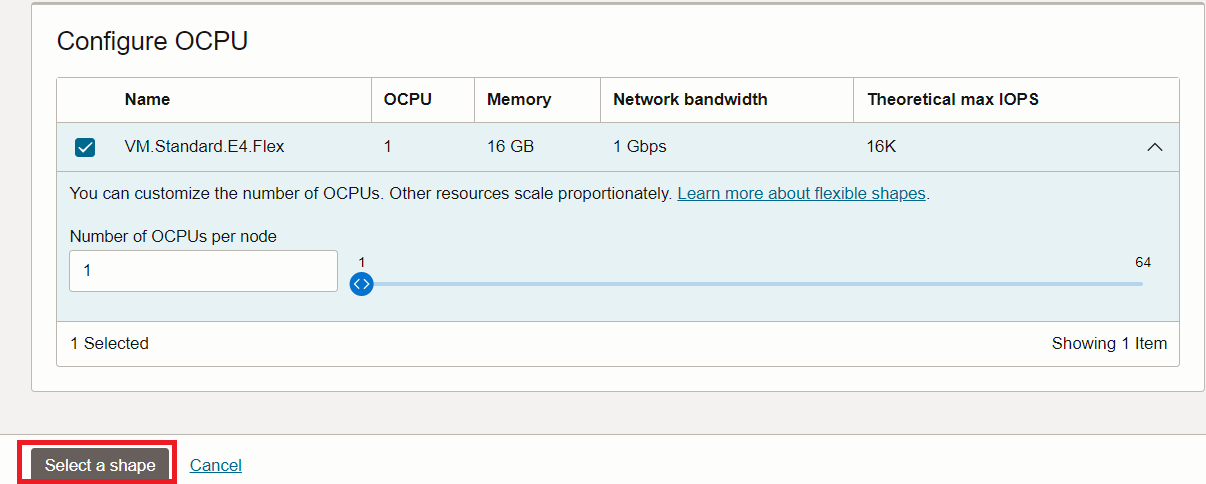 Configure OCPU
Name OCPU Memory Network bandwidth Theoretical max IOPS
VM.Standard.E4.Flex 1 16 GB 1 Gbps 16K
You can customize the number of OCPUs. Other resources scale proportionately. Learn more about flexible shapes.
Number of OCPUs per node
1 1 64
1 Selected Showing 1 Item
Select a shape Cancel